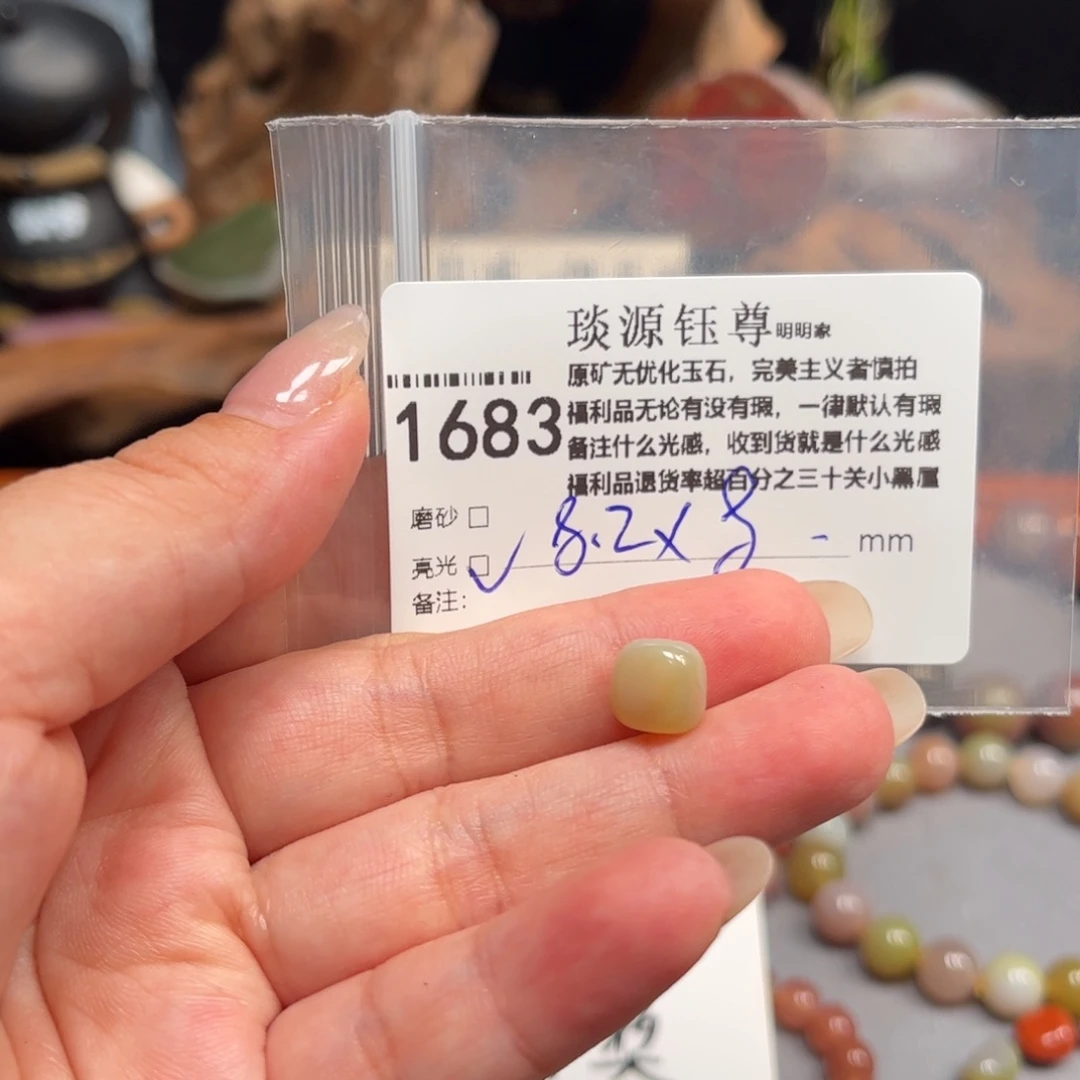 琰源钰尊明明家
原矿无优化玉石，完美主义者慎拍
1683
福利品无论有没有瑕，一律默认有瑕
备注什么光感，收到货就是什么光感
福利品退货率超百分之三十关小黑屋
磨砂 □
亮光 □ ✓ 8.2x8 - mm
备注：